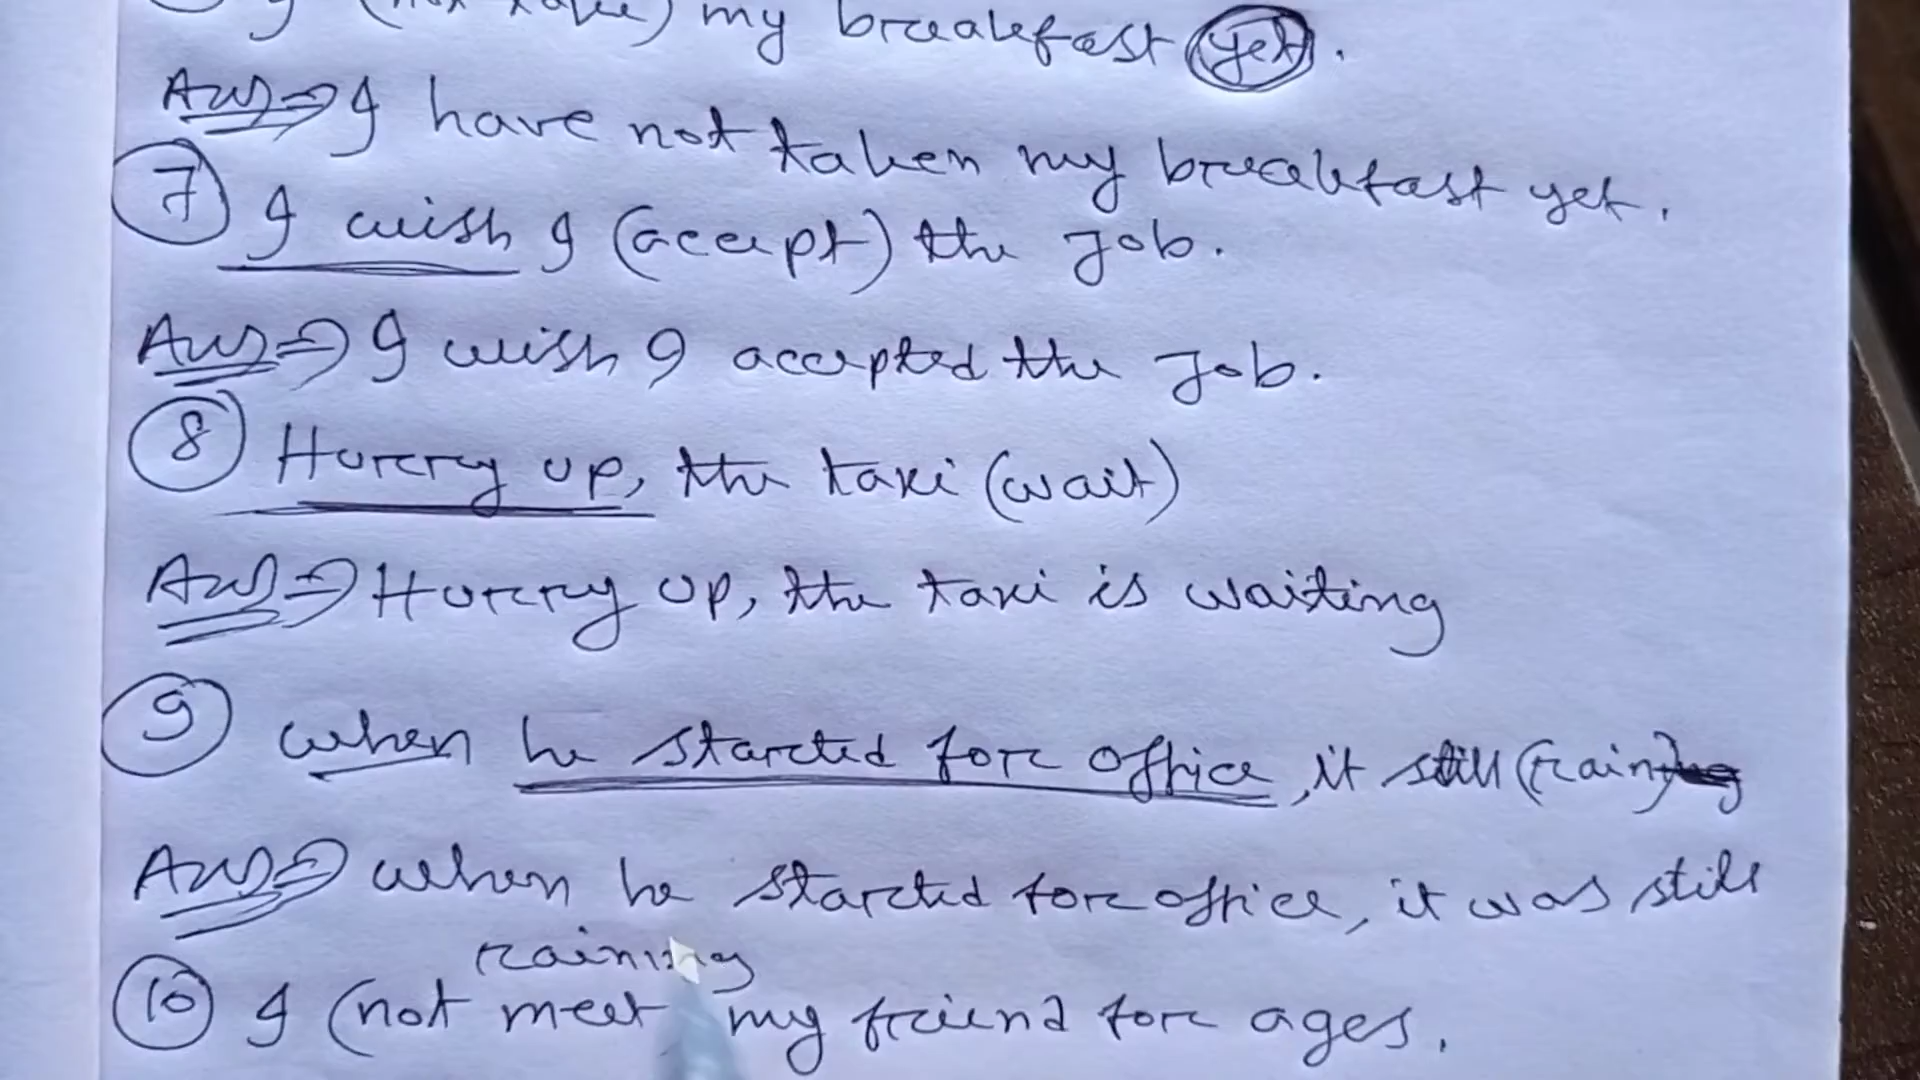 I (not take) my breakfast yet.
Ans⇒ I have not taken my breakfast yet.
7 I wish I (accept) the job.
Ans⇒ I wish I accepted the job.
8 Hurry up, the taxi (wait)
Ans⇒ Hurry up, the taxi is waiting
9 when he started for office, it still (rain)
Ans⇒ when he started for office, it was still
raining
10 I (not meet my friend for ages.